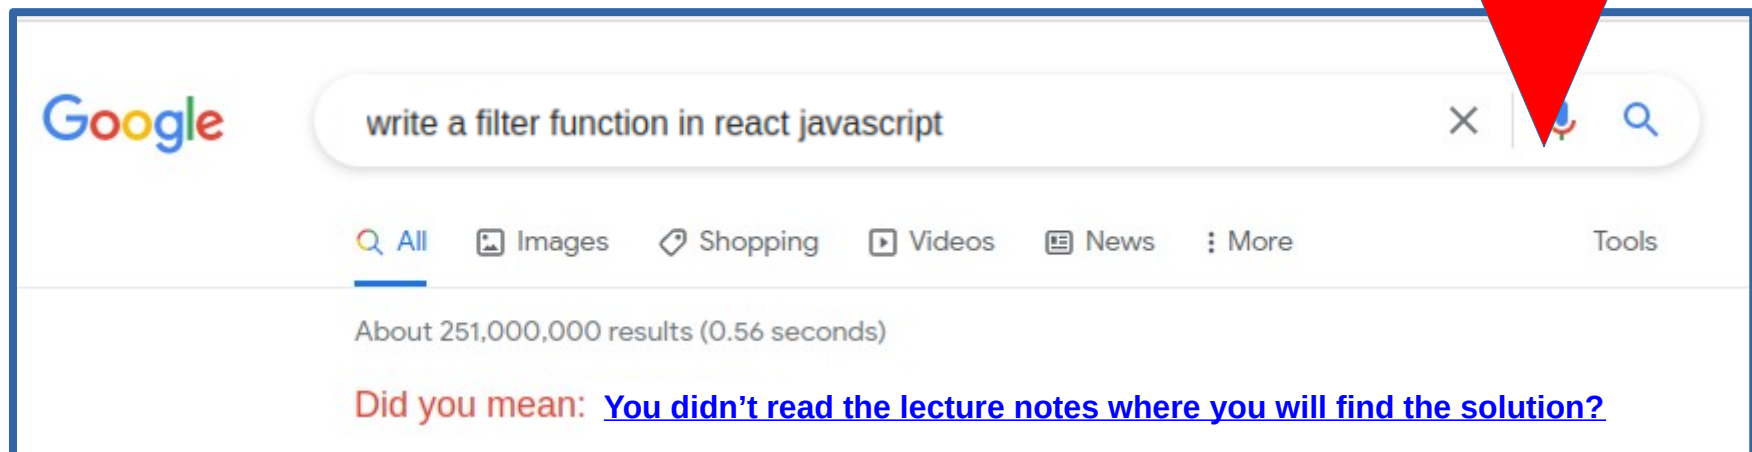 Google
write a filter function in react javascript
All Images Shopping Videos News More Tools
About 251,000,000 results (0.56 seconds)
Did you mean: You didn’t read the lecture notes where you will find the solution?